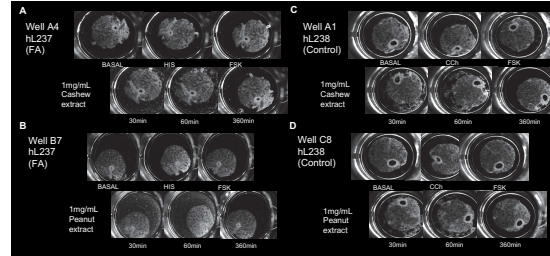 A
Well A4
hL237
(FA)
BASAL HIS FSK
1mg/mL
Cashew
extract
30min 60min 360min
B
Well B7
hL237
(FA)
BASAL HIS FSK
1mg/mL
Peanut
extract
30min 60min 360min
C
Well A1
hL238
(Control)
BASAL CCh FSK
1mg/mL
Cashew
extract
30min 60min 360min
D
Well C8
hL238
(Control)
BASAL CCh FSK
1mg/mL
Peanut
extract
30min 60min 360min